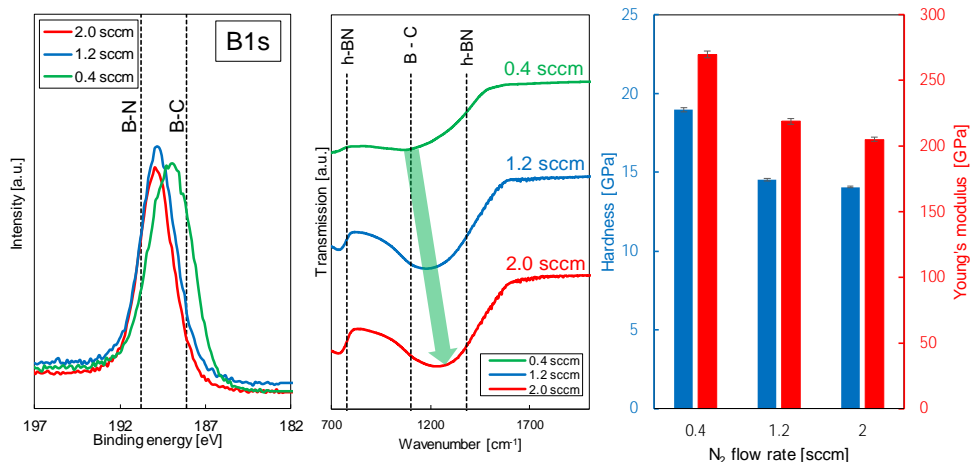 2.0 sccm
1.2 sccm
0.4 sccm
B1s
B-N
B-C
Intensity [a.u.]
197
192
187
182
Binding energy [eV]
h-BN
B - C
h-BN
0.4 sccm
1.2 sccm
2.0 sccm
Transmission [a.u.]
0.4 sccm
1.2 sccm
2.0 sccm
700
1200
1700
Wavenumber [cm-1]
25
20
15
10
5
0
Hardness [GPa]
300
250
200
150
100
50
0
Young's modulus [GPa]
0.4
1.2
2
N2 flow rate [sccm]